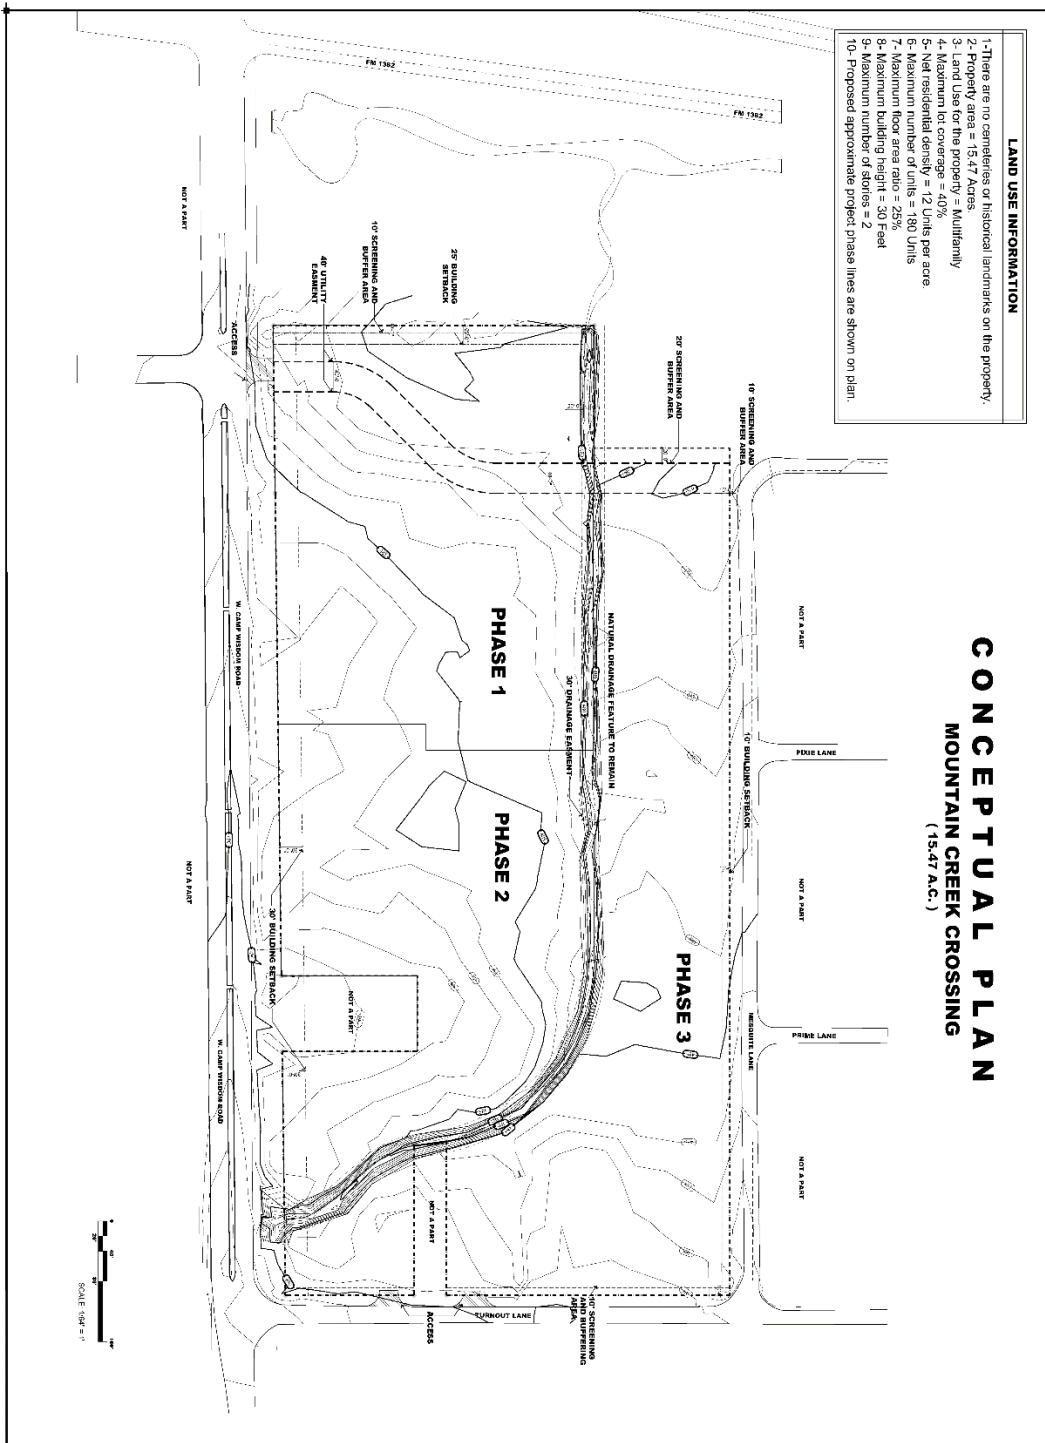 CONCEPTUAL PLAN
MOUNTAIN CREEK CROSSING
( 15.47 A.C. )
LAND USE INFORMATION
1-There are no cemeteries or historical landmarks on the property.
2- Property area = 15.47 Acres.
3- Land Use for the property = Multifamily
4- Maximum lot coverage = 40%
5- Net residential density = 12 Units per acre.
6- Maximum number of units = 180 Units
7- Maximum floor area ratio = 25%
8- Maximum building height = 30 Feet
9- Maximum number of stories = 2
10- Proposed approximate project phase lines are shown on plan.
FM 1382
FM 1382
NOT A PART
NOT A PART
NOT A PART
PIXIE LANE
PRIME LANE
MESQUITE LANE
10' SCREENING AND
BUFFER AREA
20' SCREENING AND
BUFFER AREA
10' BUILDING SETBACK
PHASE 3
NATURAL DRAINAGE FEATURE TO REMAIN
30' DRAINAGE EASMENT
25' BUILDING
SETBACK
10' SCREENING AND
BUFFER AREA
40' UTILITY
EASMENT
PHASE 1
PHASE 2
NOT A PART
NOT A PART
30' BUILDING SETBACK
10' SCREENING
AND BUFFERING
AREA
TURNOUT LANE
ACCESS
ACCESS
W. CAMP WISDOM ROAD
W. CAMP WISDOM ROAD
NOT A PART
NOT A PART
SCALE: 1/64" = 1'